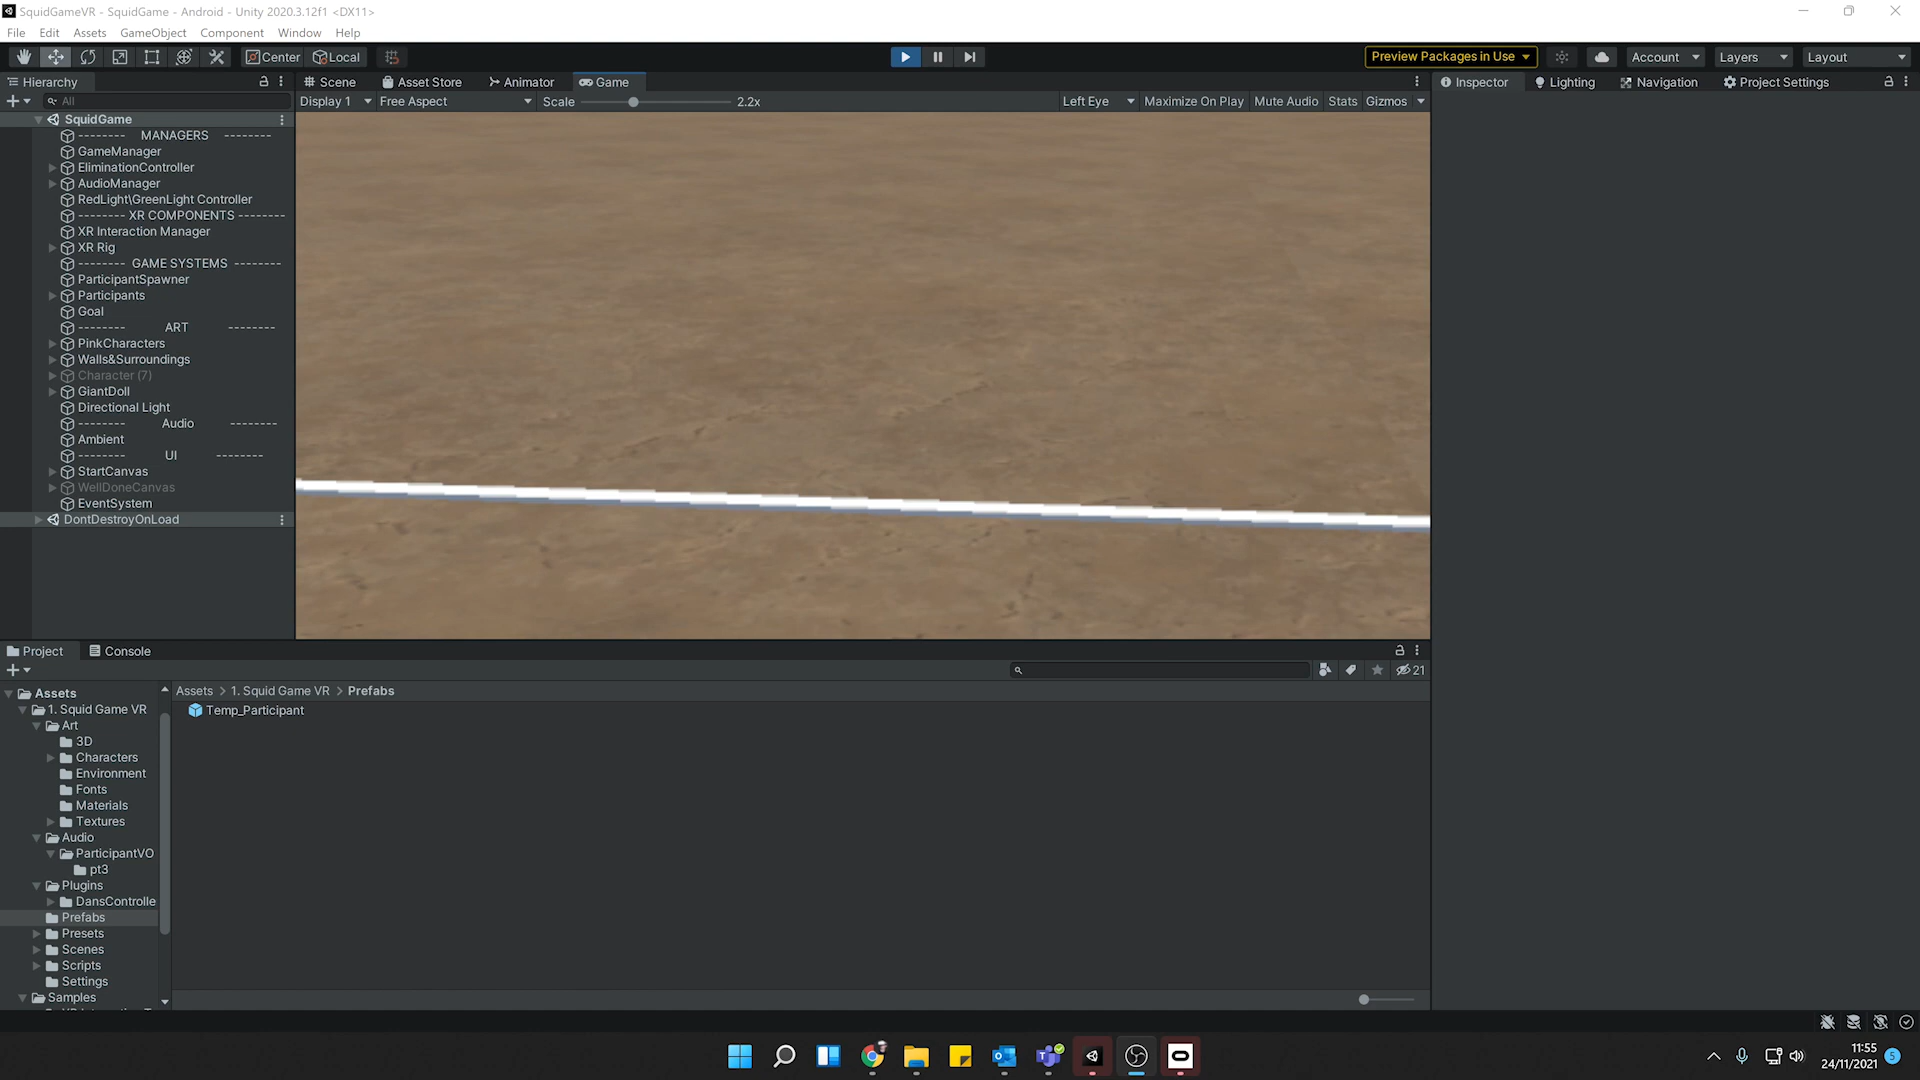 SquidGameVR - SquidGame - Android - Unity 2020.3.12f1 <DX11>
File Edit Assets GameObject Component Window Help
Center Local Preview Packages in Use Account Layers Layout
Hierarchy Scene Asset Store Animator Game Inspector Lighting Navigation Project Settings
All Display 1 Free Aspect Scale 2.2x Left Eye Maximize On Play Mute Audio Stats Gizmos
SquidGame
-------- MANAGERS --------
GameManager
EliminationController
AudioManager
RedLight\GreenLight Controller
-------- XR COMPONENTS --------
XR Interaction Manager
XR Rig
-------- GAME SYSTEMS --------
ParticipantSpawner
Participants
Goal
-------- ART --------
PinkCharacters
Walls&Surroundings
Character (7)
GiantDoll
Directional Light
-------- Audio --------
Ambient
-------- UI --------
StartCanvas
WellDoneCanvas
EventSystem
DontDestroyOnLoad
Project Console
21
Assets
1. Squid Game VR
Art
3D
Characters
Environment
Fonts
Materials
Textures
Audio
ParticipantVO
pt3
Plugins
DansControlle
Prefabs
Presets
Scenes
Scripts
Settings
Samples
Assets > 1. Squid Game VR > Prefabs
Temp_Participant
11:55
24/11/2021
5